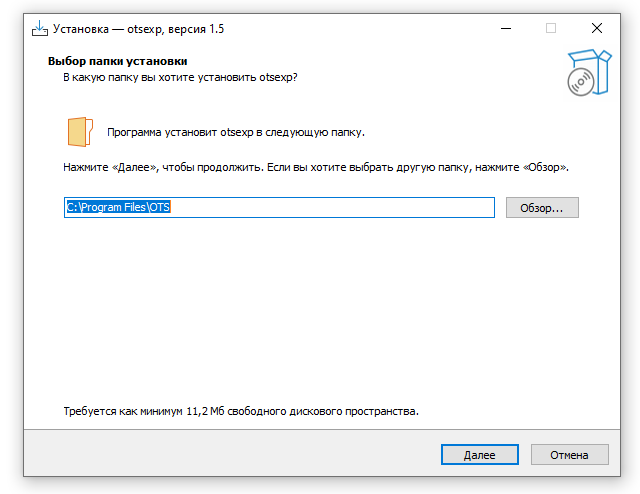 Установка — otsexp, версия 1.5
Выбор папки установки
В какую папку вы хотите установить otsexp?
Программа установит otsexp в следующую папку.
Нажмите «Далее», чтобы продолжить. Если вы хотите выбрать другую папку, нажмите «Обзор».
C:\Program Files\OTS
Обзор...
Требуется как минимум 11,2 Мб свободного дискового пространства.
Далее
Отмена